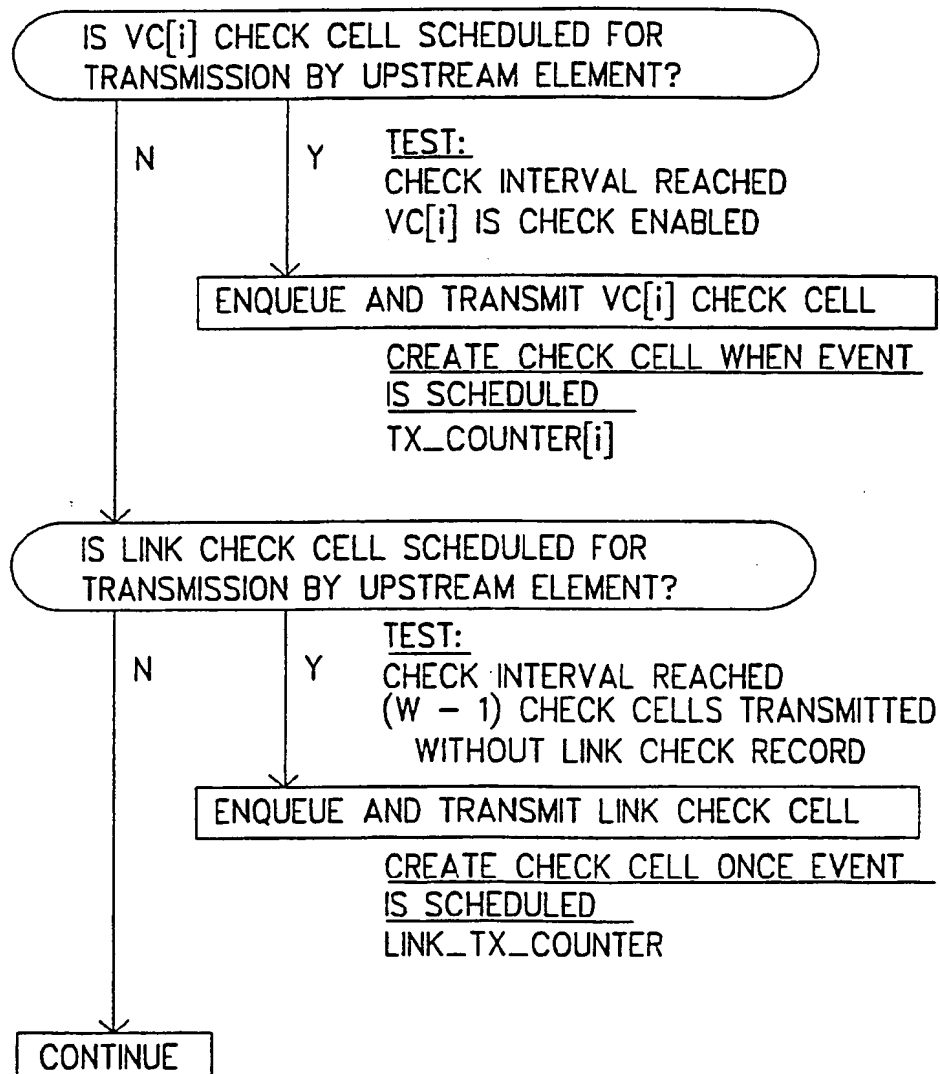 IS VC[i] CHECK CELL SCHEDULED FOR
TRANSMISSION BY UPSTREAM ELEMENT?
N
Y
TEST:
CHECK INTERVAL REACHED
VC[i] IS CHECK ENABLED
ENQUEUE AND TRANSMIT VC[i] CHECK CELL
CREATE CHECK CELL WHEN EVENT
IS SCHEDULED
TX_COUNTER[i]
IS LINK CHECK CELL SCHEDULED FOR
TRANSMISSION BY UPSTREAM ELEMENT?
N
Y
TEST:
CHECK INTERVAL REACHED
(W - 1) CHECK CELLS TRANSMITTED
WITHOUT LINK CHECK RECORD
ENQUEUE AND TRANSMIT LINK CHECK CELL
CREATE CHECK CELL ONCE EVENT
IS SCHEDULED
LINK_TX_COUNTER
CONTINUE